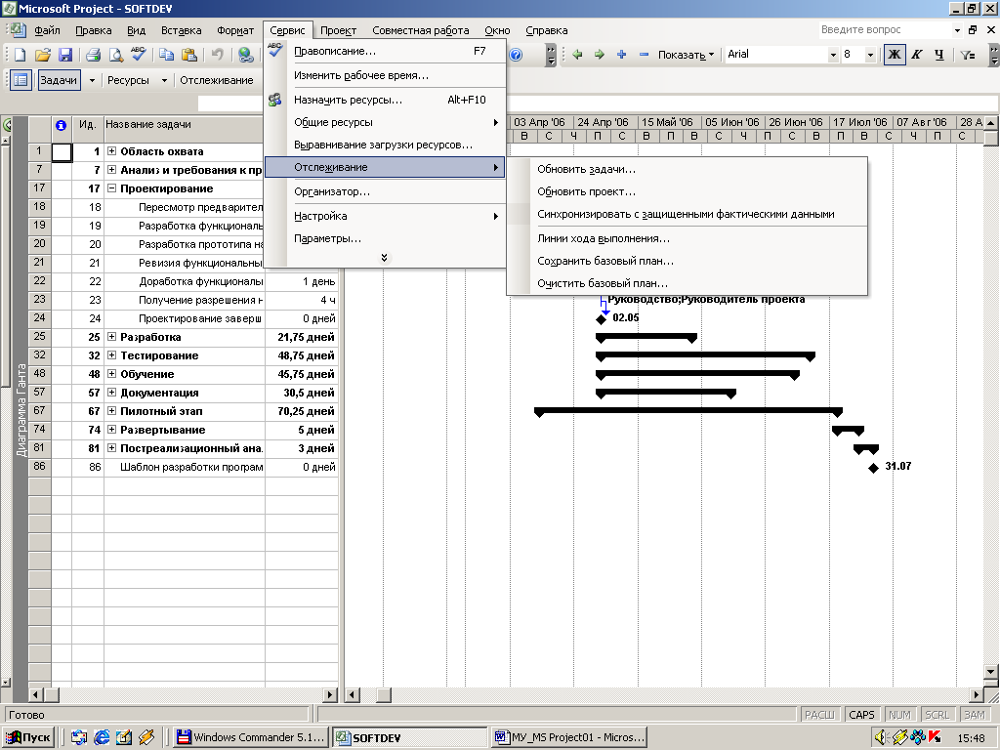 Microsoft Project - SOFTDEV
Файл Правка Вид Вставка Формат Сервис Проект Совместная работа Окно Справка Введите вопрос
Показать Arial 8 Ж К Ч
Задачи Ресурсы Отслеживание
Правописание... F7
Изменить рабочее время...
Назначить ресурсы... Alt+F10
Общие ресурсы
Выравнивание загрузки ресурсов...
Отслеживание
Организатор...
Настройка
Параметры...
Обновить задачи...
Обновить проект...
Синхронизировать с защищенными фактическими данными
Линии хода выполнения...
Сохранить базовый план...
Очистить базовый план...
Ид. Название задачи
03 Апр '06 24 Апр '06 15 Май '06 05 Июн '06 26 Июн '06 17 Июл '06 07 Авг '06 28 А
В С П В С Ч П В В П С Ч В П В С Ч П С
1 1 Область охвата
7 7 Анализ и требования к пр
17 17 Проектирование
18 18 Пересмотр предварител
19 19 Разработка функциональ
20 20 Разработка прототипа на
21 21 Ревизия функциональны
22 22 Доработка функциональ 1 день
23 23 Получение разрешения н 4 ч
24 24 Проектирование заверш 0 дней
25 25 Разработка 21,75 дней
32 32 Тестирование 48,75 дней
48 48 Обучение 45,75 дней
57 57 Документация 30,5 дней
67 67 Пилотный этап 70,25 дней
74 74 Развертывание 5 дней
81 81 Постреализационный ана. 3 дней
86 86 Шаблон разработки програм 0 дней
Руководство;Руководитель проекта
02.05
31.07
Диаграмма Ганта
Готово РАСШ CAPS NUM SCRL ЗАМ
Пуск Windows Commander 5.1... SOFTDEV МУ_MS Project01 - Micros... 15:48